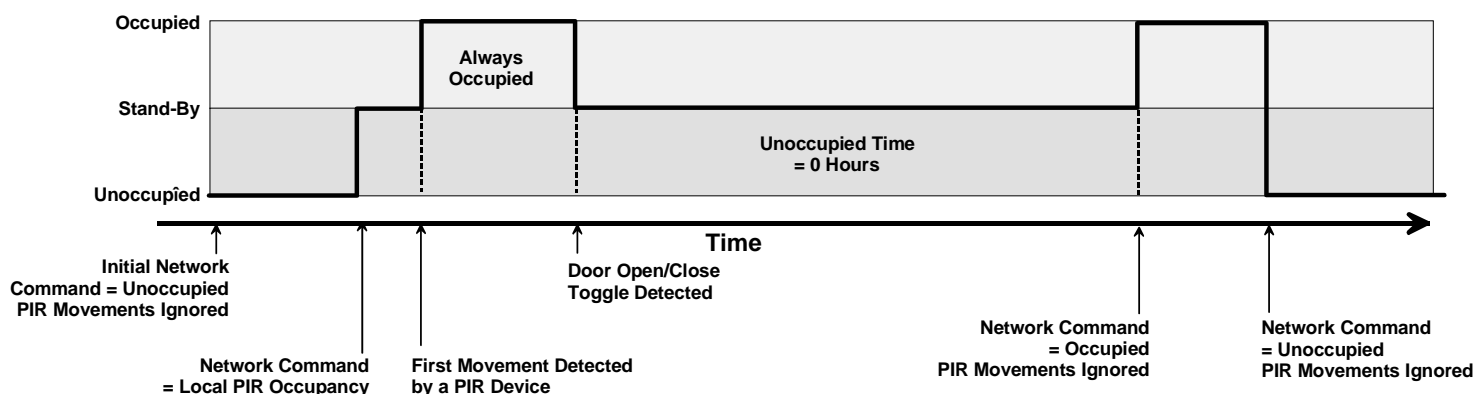 Occupied
Always
Occupied
Stand-By
Unoccupied Time
= 0 Hours
Unoccupied
Time
Initial Network
Command = Unoccupied
PIR Movements Ignored
Network Command
= Local PIR Occupancy
First Movement Detected
by a PIR Device
Door Open/Close
Toggle Detected
Network Command
= Occupied
PIR Movements Ignored
Network Command
= Unoccupied
PIR Movements Ignored